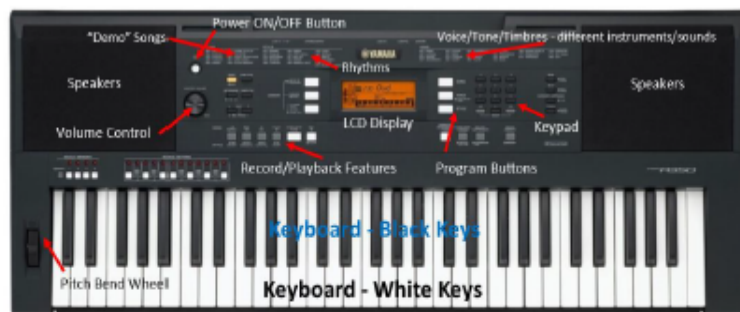 Power ON/OFF Button
"Demo" Songs
Voice/Tone/Timbres - different instruments/sounds
YAMAHA
Rhythms
Speakers
Speakers
Volume Control
LCD Display
Keypad
Record/Playback Features
Program Buttons
Keyboard - Black Keys
Pitch Bend Wheel
Keyboard - White Keys